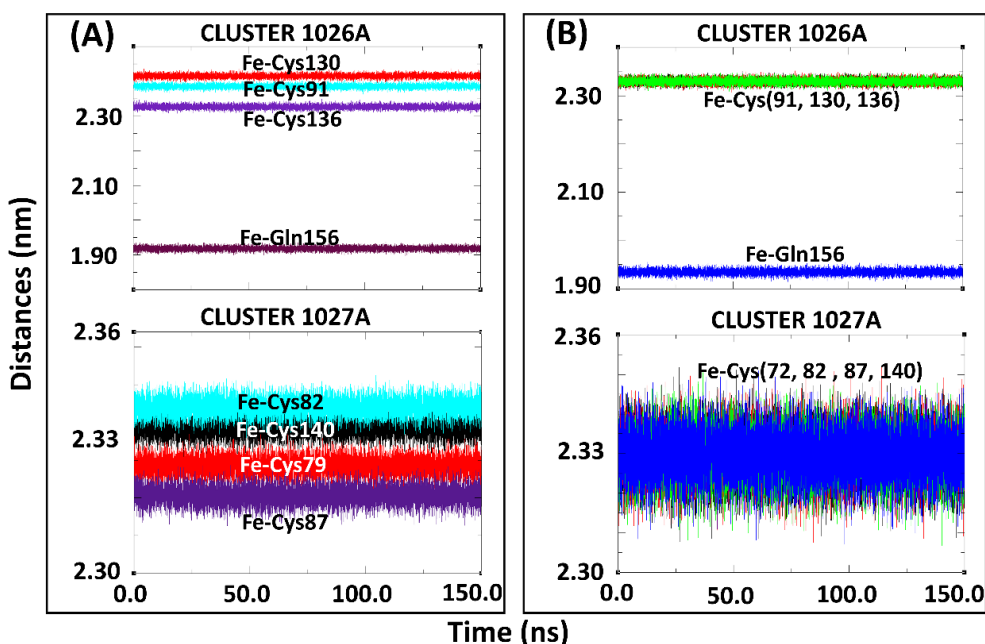 (A)
CLUSTER 1026A
Fe-Cys130
Fe-Cys91
Fe-Cys136
Fe-Gln156
2.30
2.10
1.90
CLUSTER 1027A
2.36
2.33
2.30
Fe-Cys82
Fe-Cys140
Fe-Cys79
Fe-Cys87
0.0 50.0 100.0 150.0
(B)
CLUSTER 1026A
Fe-Cys(91, 130, 136)
Fe-Gln156
2.30
2.10
1.90
CLUSTER 1027A
2.36
2.33
2.30
Fe-Cys(72, 82 , 87, 140)
0.0 50.0 100.0 150.0
Distances (nm)
Time (ns)